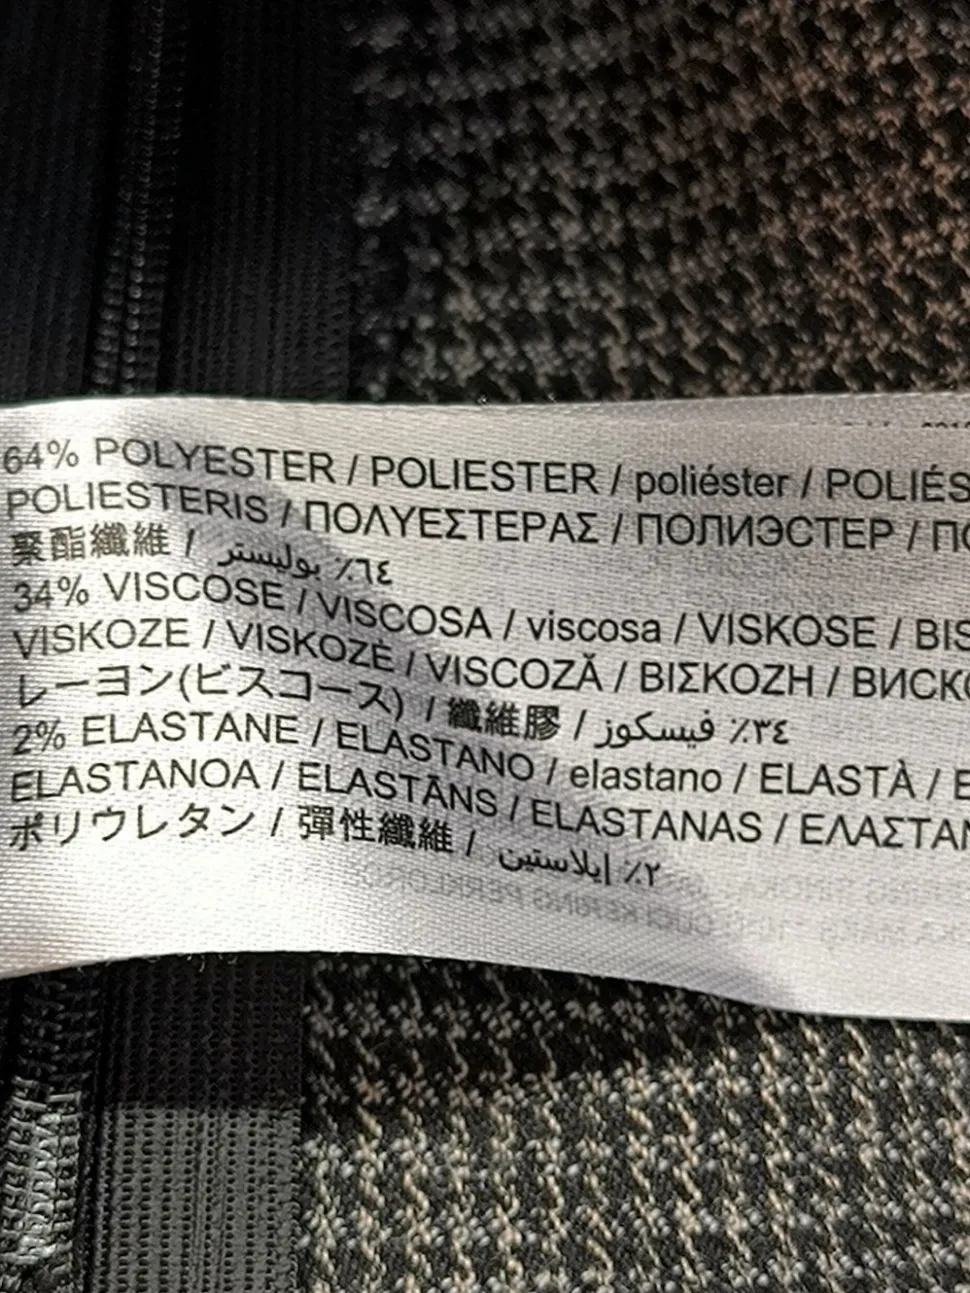 64% POLYESTER / POLIESTER / poliéster / POLIÉS
POLIESTERIS / ΠΟΛΥΕΣΤΕΡΑΣ / ПОЛИЭСТЕР /
聚酯纖維 / ٦٤٪ بوليستر
34% VISCOSE / VISCOSA / viscosa / VISKOSE / BIS
VISKOZE / VISKOZĖ / VISCOZĂ / ΒΙΣΚΟΖΗ / ВИСКО
レーヨン(ビスコース) / 纖維膠 / ٣٤٪ فيسكوز
2% ELASTANE / ELASTANO / elastano / ELASTÀ / E
ELASTANOA / ELASTĀNS / ELASTANAS / ΕΛΑΣΤΑΝ
ポリウレタン / 彈性纖維 / ٢٪ إيلاستين